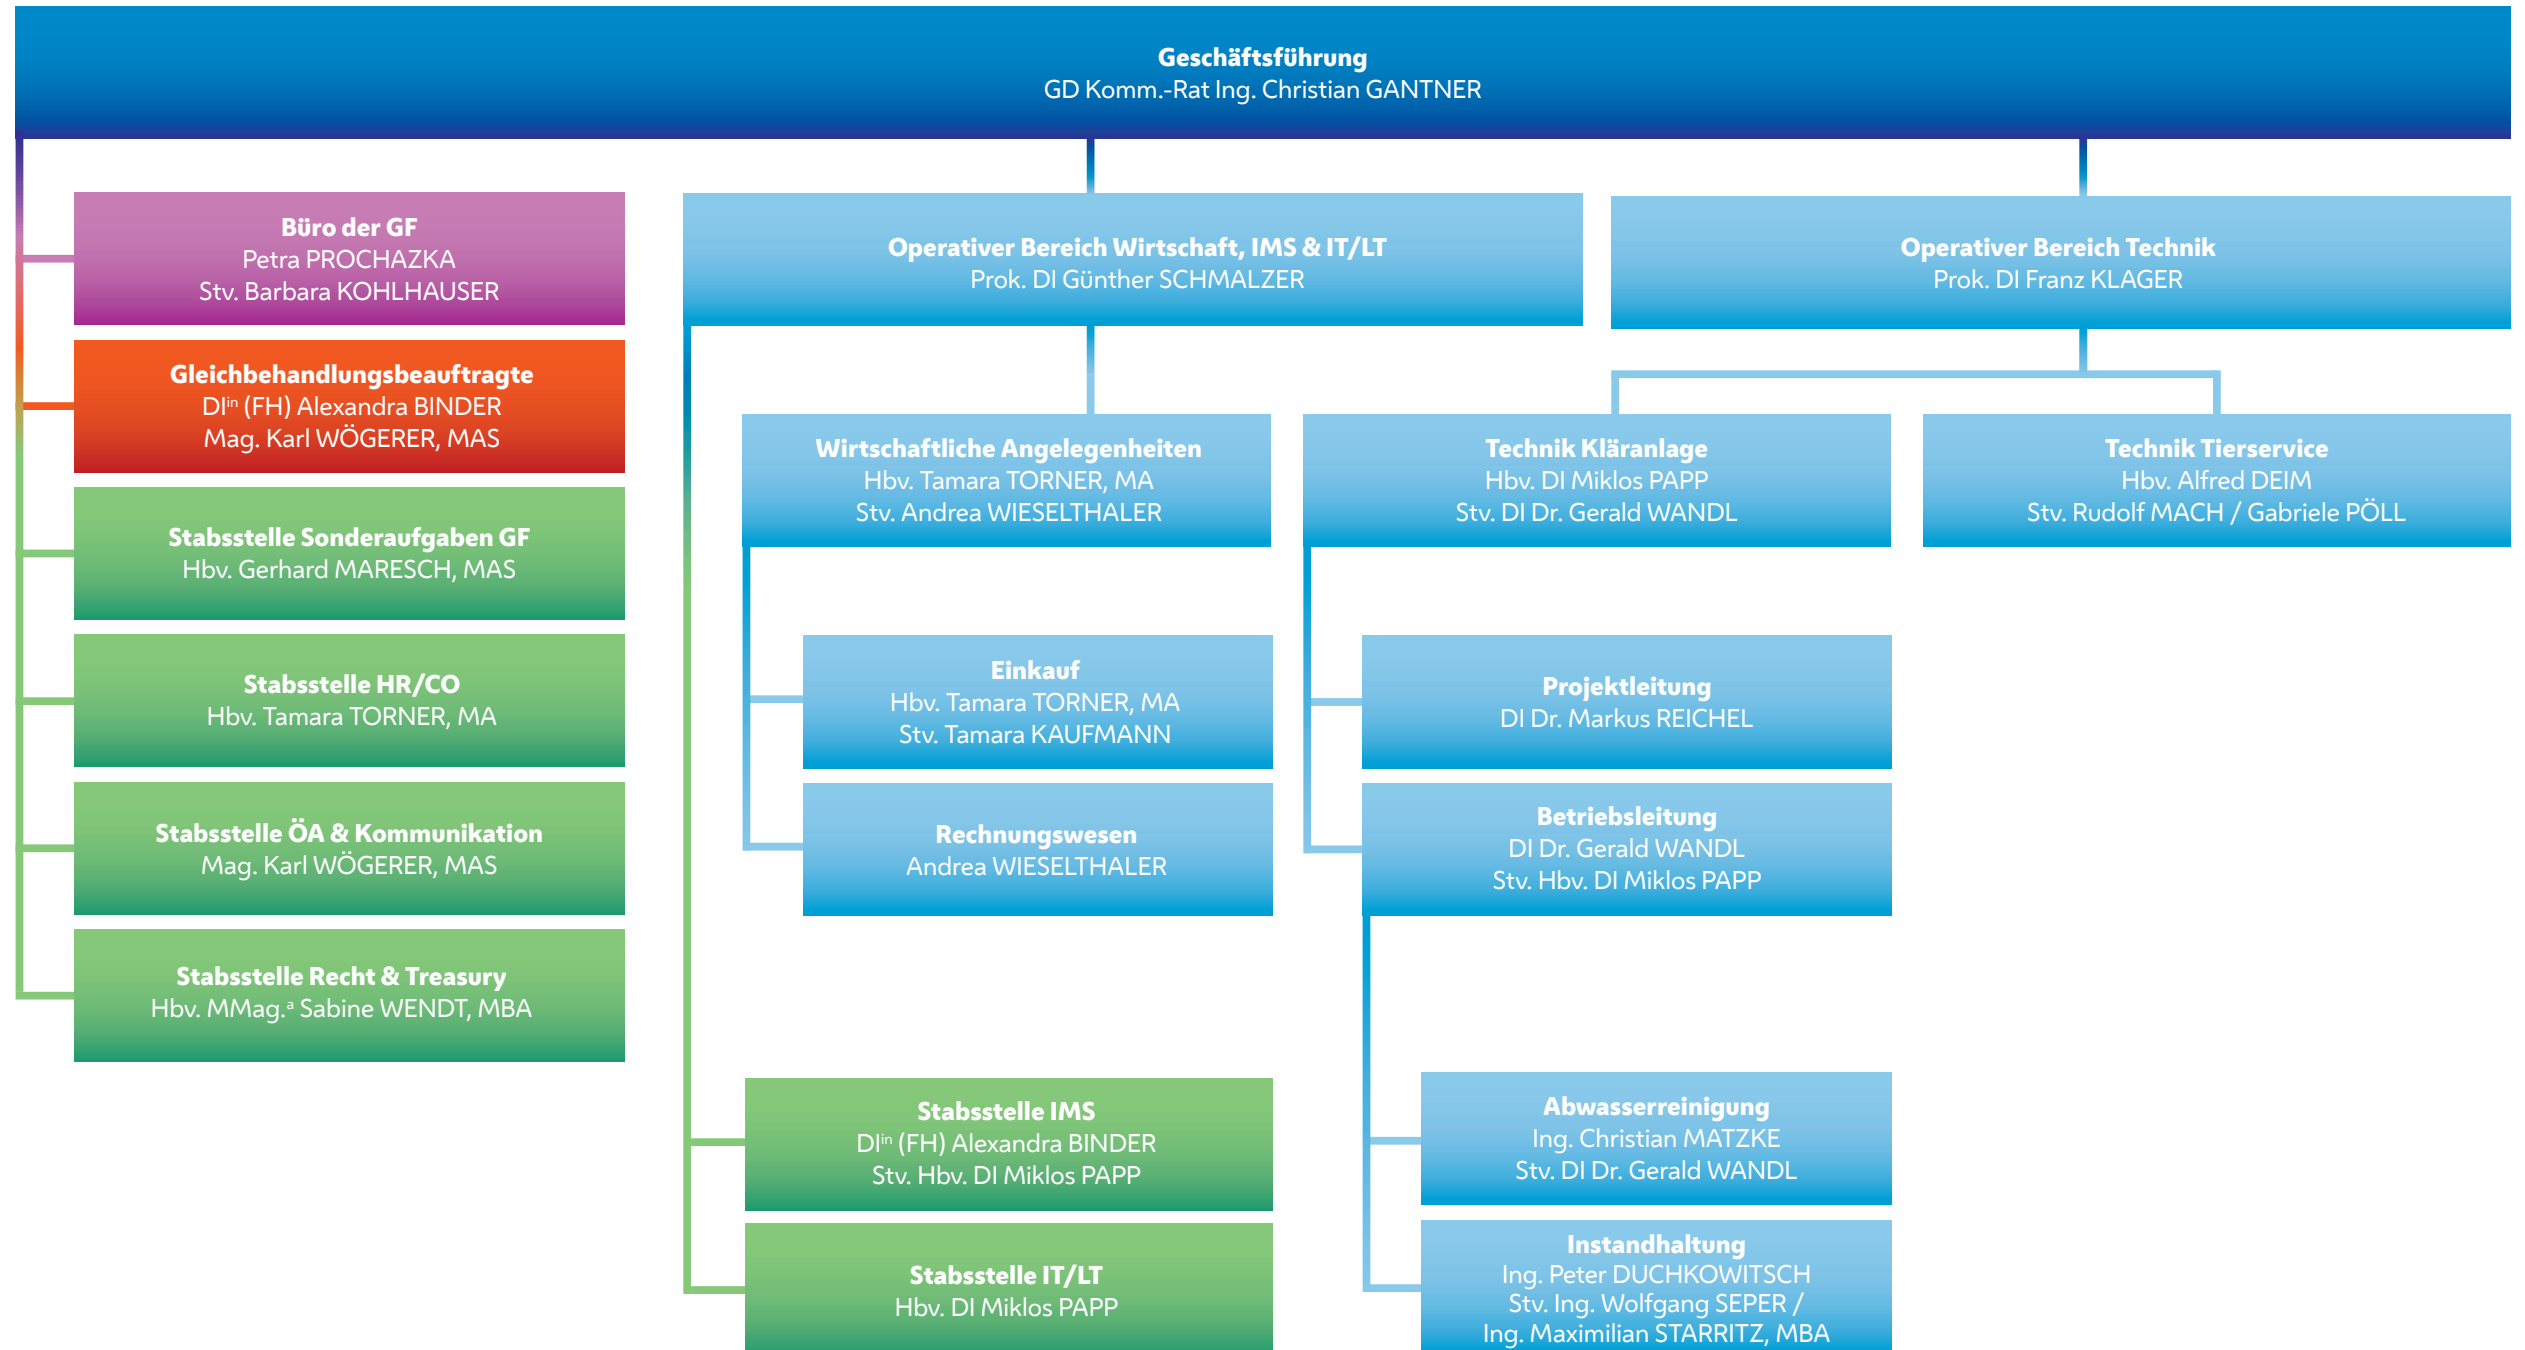 Geschäftsführung
GD Komm.-Rat Ing. Christian GANTNER
Büro der GF
Petra PROCHAZKA
Stv. Barbara KOHLHAUSER
Gleichbehandlungsbeauftragte
DIⁱⁿ (FH) Alexandra BINDER
Mag. Karl WÖGERER, MAS
Stabsstelle Sonderaufgaben GF
Hbv. Gerhard MARESCH, MAS
Stabsstelle HR/CO
Hbv. Tamara TORNER, MA
Stabsstelle ÖA & Kommunikation
Mag. Karl WÖGERER, MAS
Stabsstelle Recht & Treasury
Hbv. MMag.ᵃ Sabine WENDT, MBA
Operativer Bereich Wirtschaft, IMS & IT/LT
Prok. DI Günther SCHMALZER
Wirtschaftliche Angelegenheiten
Hbv. Tamara TORNER, MA
Stv. Andrea WIESELTHALER
Einkauf
Hbv. Tamara TORNER, MA
Stv. Tamara KAUFMANN
Rechnungswesen
Andrea WIESELTHALER
Stabsstelle IMS
DIⁱⁿ (FH) Alexandra BINDER
Stv. Hbv. DI Miklos PAPP
Stabsstelle IT/LT
Hbv. DI Miklos PAPP
Operativer Bereich Technik
Prok. DI Franz KLAGER
Technik Kläranlage
Hbv. DI Miklos PAPP
Stv. DI Dr. Gerald WANDL
Projektleitung
DI Dr. Markus REICHEL
Betriebsleitung
DI Dr. Gerald WANDL
Stv. Hbv. DI Miklos PAPP
Abwasserreinigung
Ing. Christian MATZKE
Stv. DI Dr. Gerald WANDL
Instandhaltung
Ing. Peter DUCHKOWITSCH
Stv. Ing. Wolfgang SEPER /
Ing. Maximilian STARRITZ, MBA
Technik Tierservice
Hbv. Alfred DEIM
Stv. Rudolf MACH / Gabriele PÖLL